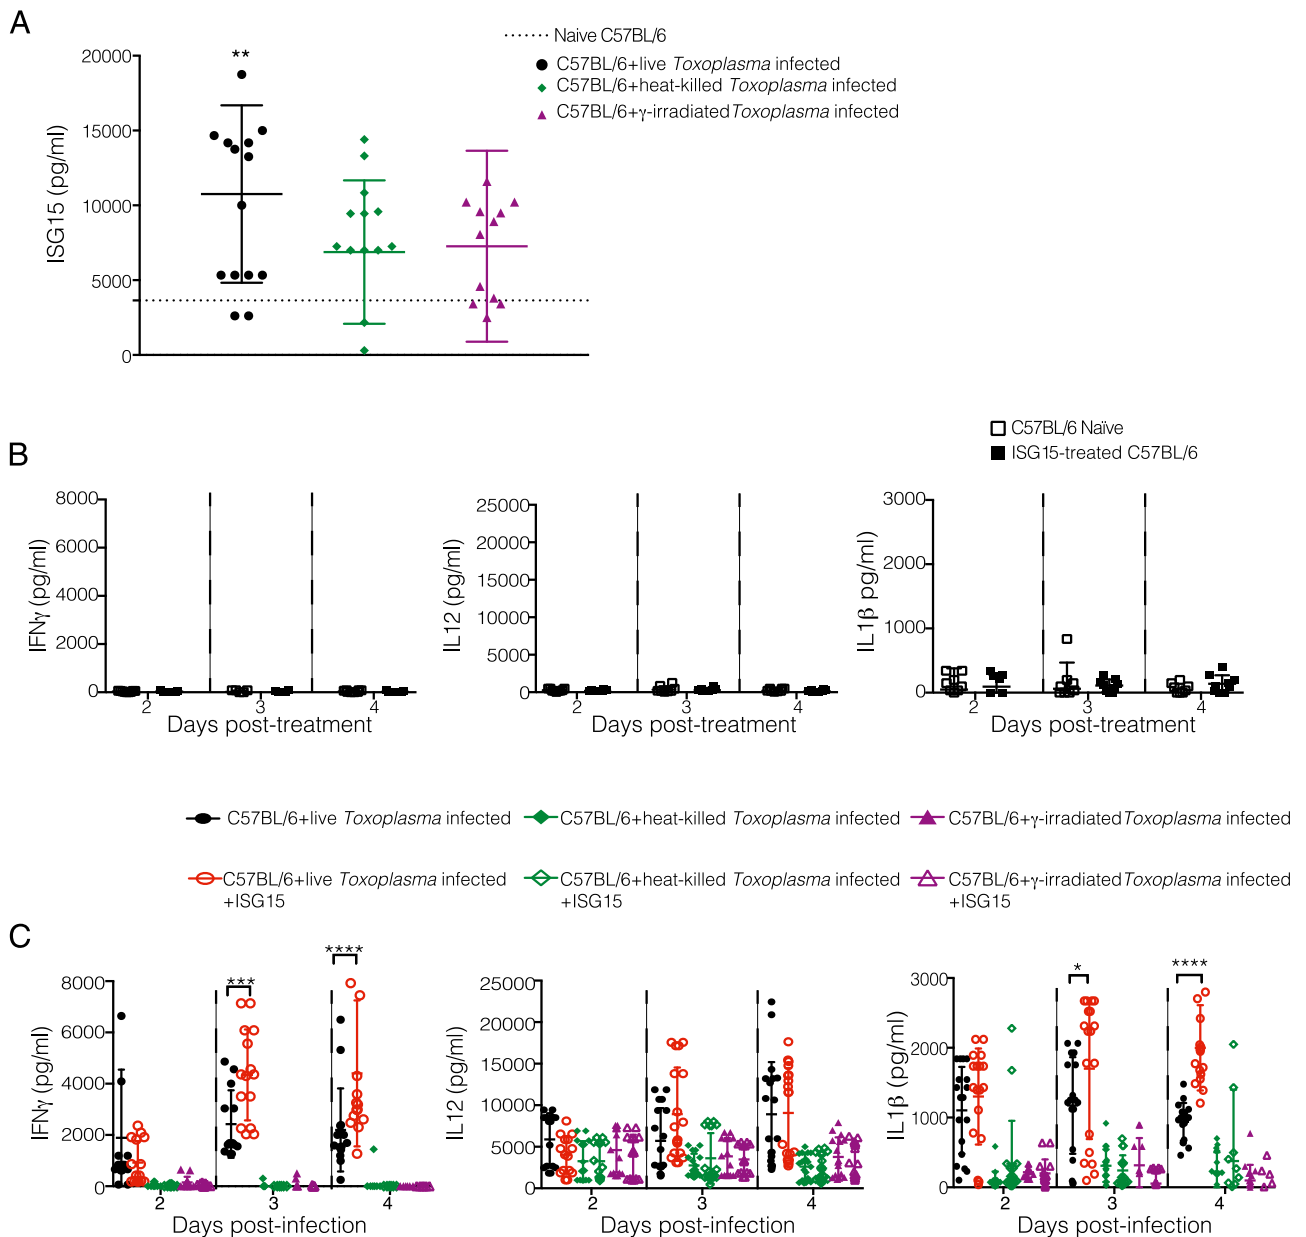 A
20000
15000
10000
5000
0
ISG15 (pg/ml)
**
Naive C57BL/6
C57BL/6+live Toxoplasma infected
C57BL/6+heat-killed Toxoplasma infected
C57BL/6+γ-irradiatedToxoplasma infected
B
C57BL/6 Naïve
ISG15-treated C57BL/6
8000
6000
4000
2000
0
IFNγ (pg/ml)
2 3 4
Days post-treatment
25000
20000
15000
10000
5000
0
IL12 (pg/ml)
2 3 4
Days post-treatment
3000
2000
1000
0
IL1β pg/ml)
2 3 4
Days post-treatment
C57BL/6+live Toxoplasma infected
C57BL/6+heat-killed Toxoplasma infected
C57BL/6+γ-irradiatedToxoplasma infected
C57BL/6+live Toxoplasma infected
+ISG15
C57BL/6+heat-killed Toxoplasma infected
+ISG15
C57BL/6+γ-irradiatedToxoplasma infected
+ISG15
C
8000
6000
4000
2000
0
IFNγ (pg/ml)
***
****
2 3 4
Days post-infection
25000
20000
15000
10000
5000
0
IL12 (pg/ml)
2 3 4
Days post-infection
3000
2000
1000
0
IL1β (pg/ml)
*
****
2 3 4
Days post-infection